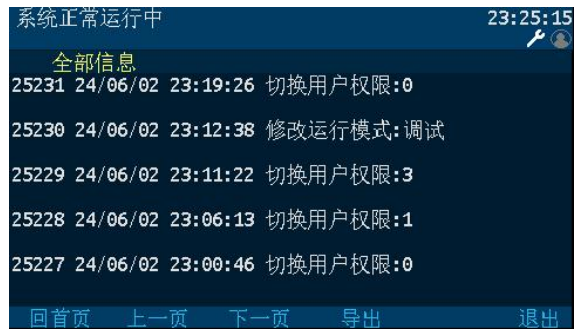 系统正常运行中 23:25:15
全部信息
25231 24/06/02 23:19:26 切换用户权限:0
25230 24/06/02 23:12:38 修改运行模式:调试
25229 24/06/02 23:11:22 切换用户权限:3
25228 24/06/02 23:06:13 切换用户权限:1
25227 24/06/02 23:00:46 切换用户权限:0
回首页 上一页 下一页 导出 退出